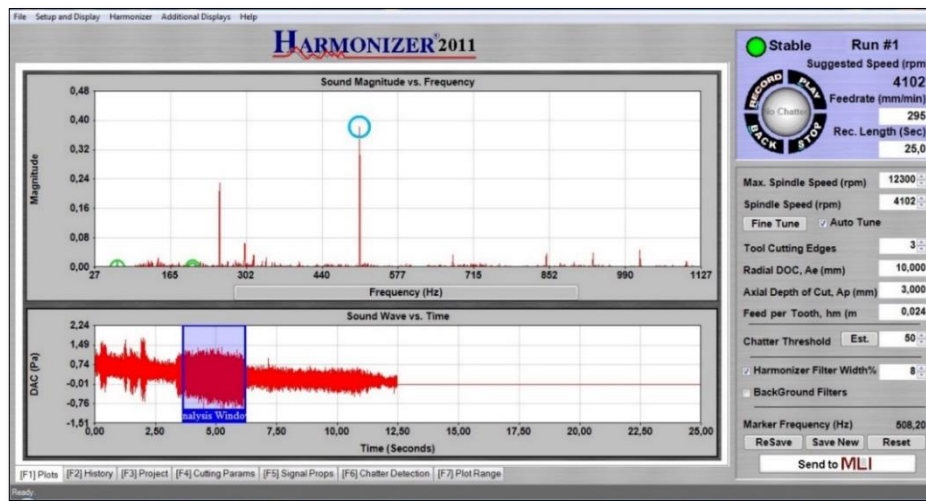 File Setup and Display Harmonizer Additional Displays Help
HARMONIZER® 2011
Sound Magnitude vs. Frequency
Magnitude
0,48
0,40
0,32
0,24
0,16
0,08
0,00
27 165 302 440 577 715 852 990 1127
Frequency (Hz)
Sound Wave vs. Time
DAC (Pa)
2,24
1,49
0,74
-0,01
-0,76
-1,51
nalysis Windo
0,00 2,50 5,00 7,50 10,00 12,50 15,00 17,50 20,00 22,50 25,00
Time (Seconds)
[F1] Plots [F2] History [F3] Project [F4] Cutting Params [F5] Signal Props [F6] Chatter Detection [F7] Plot Range
Ready
Stable Run #1
Suggested Speed (rpm
4102
Feedrate (mm/min)
295
Rec. Length (Sec)
25,0
RECORD PLAY
No Chatter
BACK STOP
Max. Spindle Speed (rpm) 12300
Spindle Speed (rpm) 4102
Fine Tune Auto Tune
Tool Cutting Edges 3
Radial DOC, Ae (mm) 10,000
Axial Depth of Cut, Ap (mm) 3,000
Feed per Tooth, hm (m 0,024
Chatter Threshold Est. 50
Harmonizer Filter Width% 8
BackGround Filters
Marker Frequency (Hz) 508,20
ReSave Save New Reset
Send to MLI